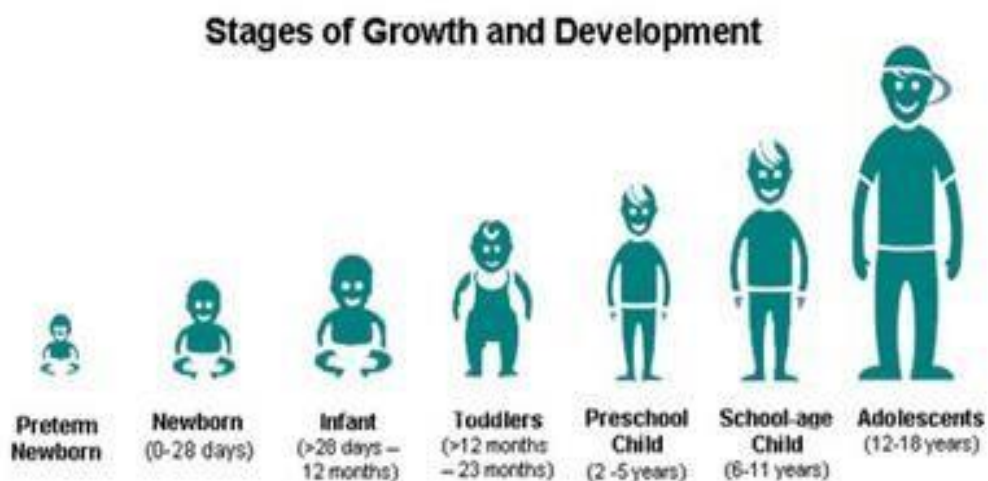 Stages of Growth and Development
Preterm
Newborn
Newborn
(0-28 days)
Infant
(>28 days –
12 months)
Toddlers
(>12 months
– 23 months)
Preschool
Child
(2 -5 years)
School-age
Child
(6-11 years)
Adolescents
(12-18 years)